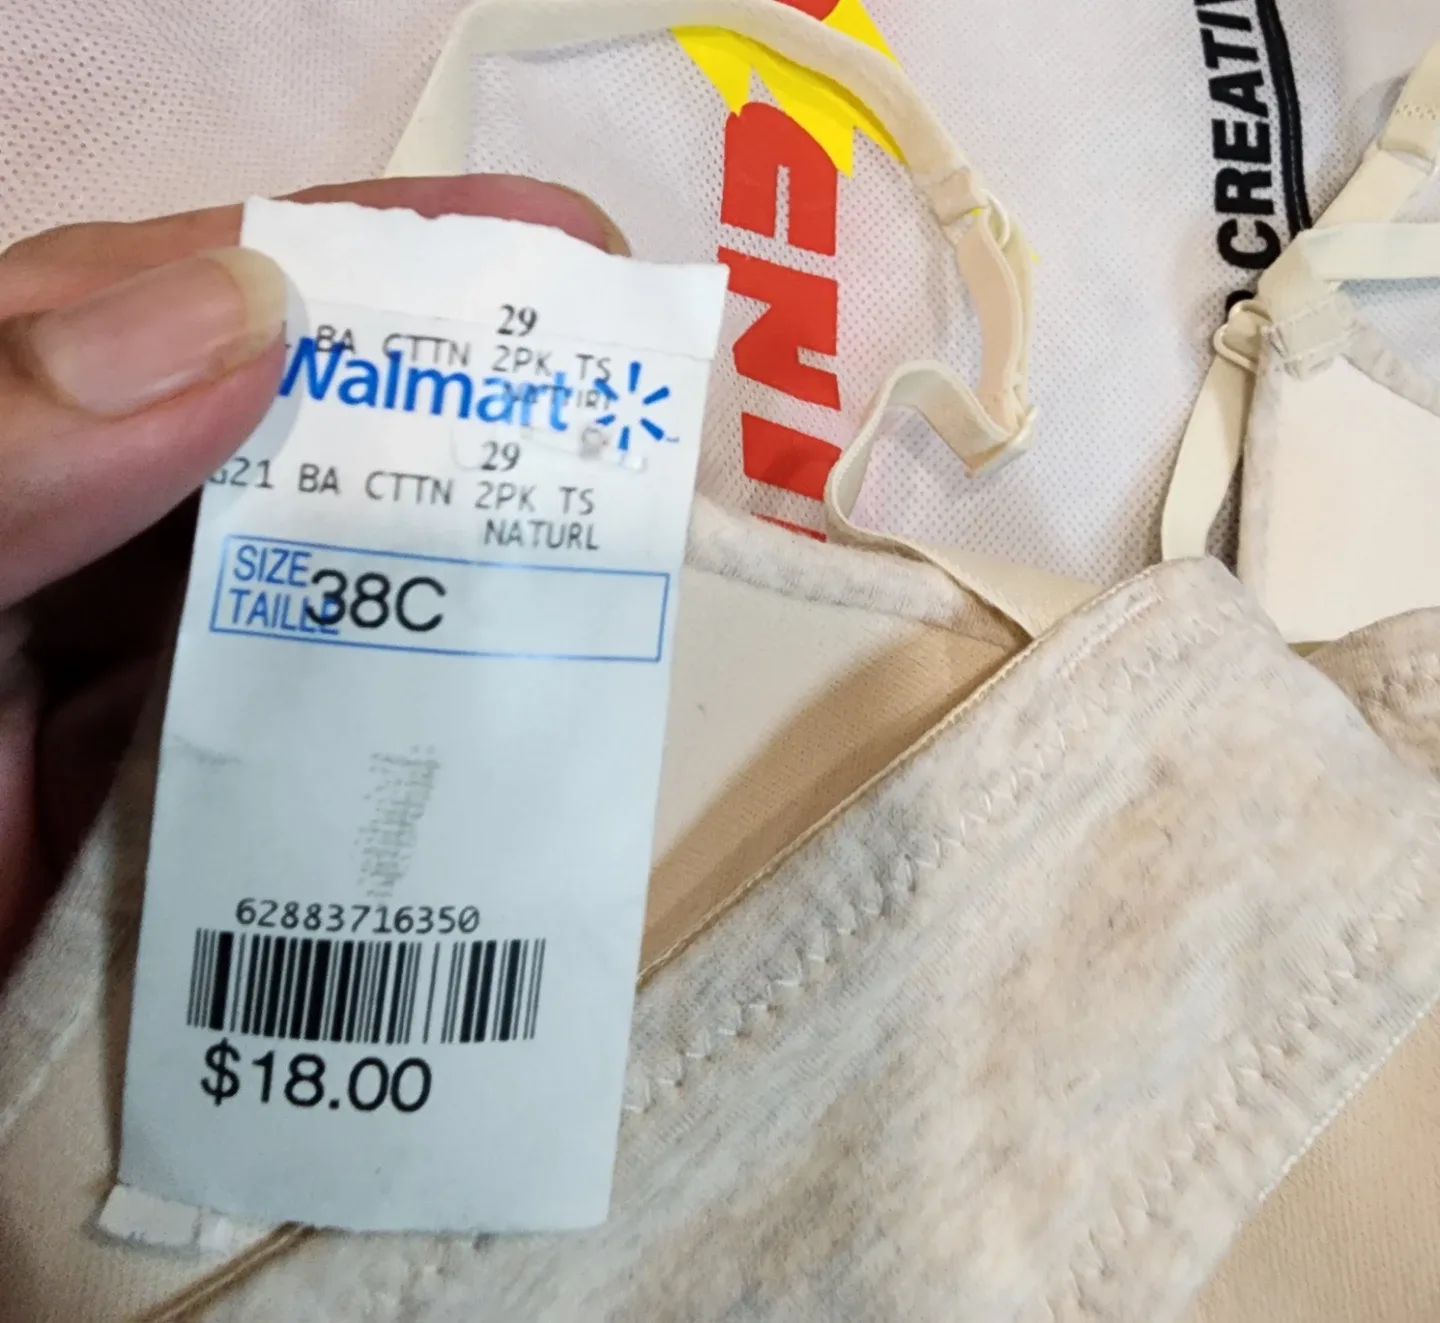 29
BA CTTN 2PK TS
Walmart
29
G21 BA CTTN 2PK TS
NATURL
SIZE
TAILLE
38C
62883716350
$18.00
CREATIV